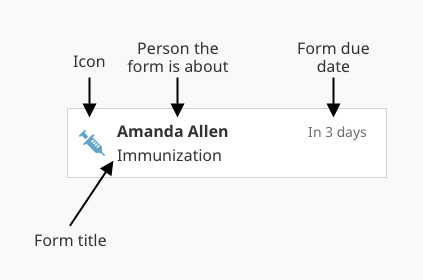 Icon
Person the
form is about
Form due
date
Amanda Allen
In 3 days
Immunization
Form title